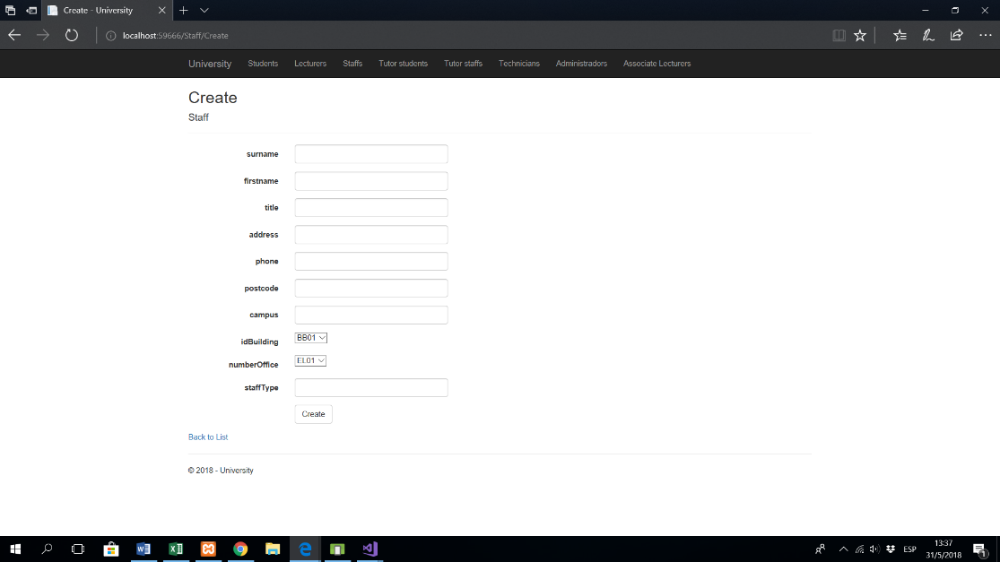 Create - University
localhost:59666/Staff/Create
University Students Lecturers Staffs Tutor students Tutor staffs Technicians Administradors Associate Lecturers
Create
Staff
surname
firstname
title
address
phone
postcode
campus
idBuilding BB01
numberOffice EL01
staffType
Create
Back to List
© 2018 - University
ESP
13:37
31/5/2018
1